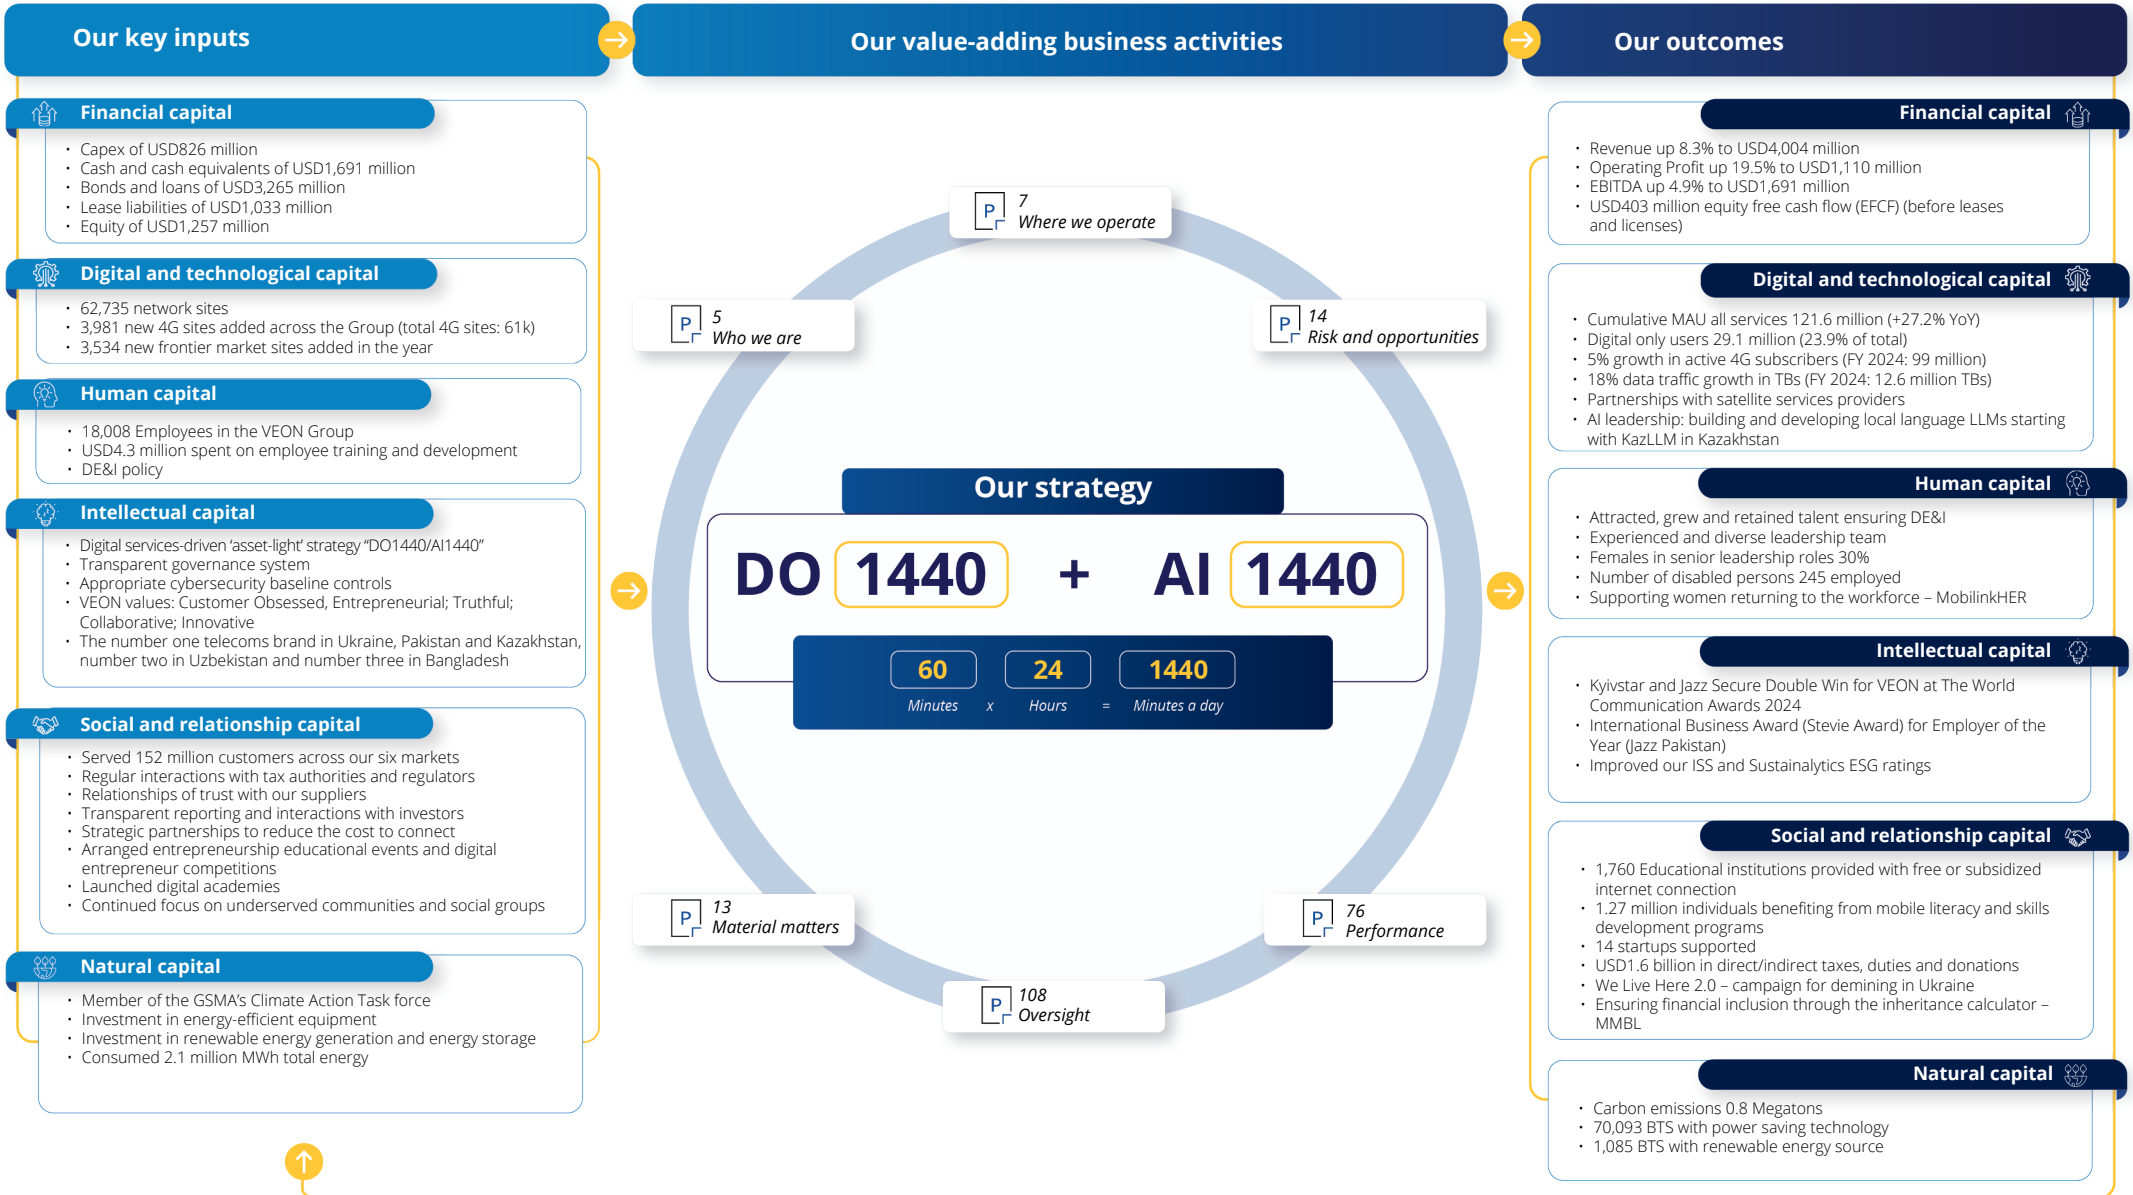 Our key inputs
Our value-adding business activities
Our outcomes
Financial capital
• Capex of USD826 million
• Cash and cash equivalents of USD1,691 million
• Bonds and loans of USD3,265 million
• Lease liabilities of USD1,033 million
• Equity of USD1,257 million
Digital and technological capital
• 62,735 network sites
• 3,981 new 4G sites added across the Group (total 4G sites: 61k)
• 3,534 new frontier market sites added in the year
Human capital
• 18,008 Employees in the VEON Group
• USD4.3 million spent on employee training and development
• DE&I policy
Intellectual capital
• Digital services-driven ‘asset-light’ strategy “DO1440/AI1440”
• Transparent governance system
• Appropriate cybersecurity baseline controls
• VEON values: Customer Obsessed, Entrepreneurial; Truthful;
Collaborative; Innovative
• The number one telecoms brand in Ukraine, Pakistan and Kazakhstan,
number two in Uzbekistan and number three in Bangladesh
Social and relationship capital
• Served 152 million customers across our six markets
• Regular interactions with tax authorities and regulators
• Relationships of trust with our suppliers
• Transparent reporting and interactions with investors
• Strategic partnerships to reduce the cost to connect
• Arranged entrepreneurship educational events and digital
entrepreneur competitions
• Launched digital academies
• Continued focus on underserved communities and social groups
Natural capital
• Member of the GSMA’s Climate Action Task force
• Investment in energy-efficient equipment
• Investment in renewable energy generation and energy storage
• Consumed 2.1 million MWh total energy
P 7
Where we operate
P 5
Who we are
P 14
Risk and opportunities
Our strategy
DO 1440 + AI 1440
60 24 1440
Minutes x Hours = Minutes a day
P 13
Material matters
P 76
Performance
P 108
Oversight
Financial capital
• Revenue up 8.3% to USD4,004 million
• Operating Profit up 19.5% to USD1,110 million
• EBITDA up 4.9% to USD1,691 million
• USD403 million equity free cash flow (EFCF) (before leases
and licenses)
Digital and technological capital
• Cumulative MAU all services 121.6 million (+27.2% YoY)
• Digital only users 29.1 million (23.9% of total)
• 5% growth in active 4G subscribers (FY 2024: 99 million)
• 18% data traffic growth in TBs (FY 2024: 12.6 million TBs)
• Partnerships with satellite services providers
• AI leadership: building and developing local language LLMs starting
with KazLLM in Kazakhstan
Human capital
• Attracted, grew and retained talent ensuring DE&I
• Experienced and diverse leadership team
• Females in senior leadership roles 30%
• Number of disabled persons 245 employed
• Supporting women returning to the workforce – MobilinkHER
Intellectual capital
• Kyivstar and Jazz Secure Double Win for VEON at The World
Communication Awards 2024
• International Business Award (Stevie Award) for Employer of the
Year (Jazz Pakistan)
• Improved our ISS and Sustainalytics ESG ratings
Social and relationship capital
• 1,760 Educational institutions provided with free or subsidized
internet connection
• 1.27 million individuals benefiting from mobile literacy and skills
development programs
• 14 startups supported
• USD1.6 billion in direct/indirect taxes, duties and donations
• We Live Here 2.0 – campaign for demining in Ukraine
• Ensuring financial inclusion through the inheritance calculator –
MMBL
Natural capital
• Carbon emissions 0.8 Megatons
• 70,093 BTS with power saving technology
• 1,085 BTS with renewable energy source